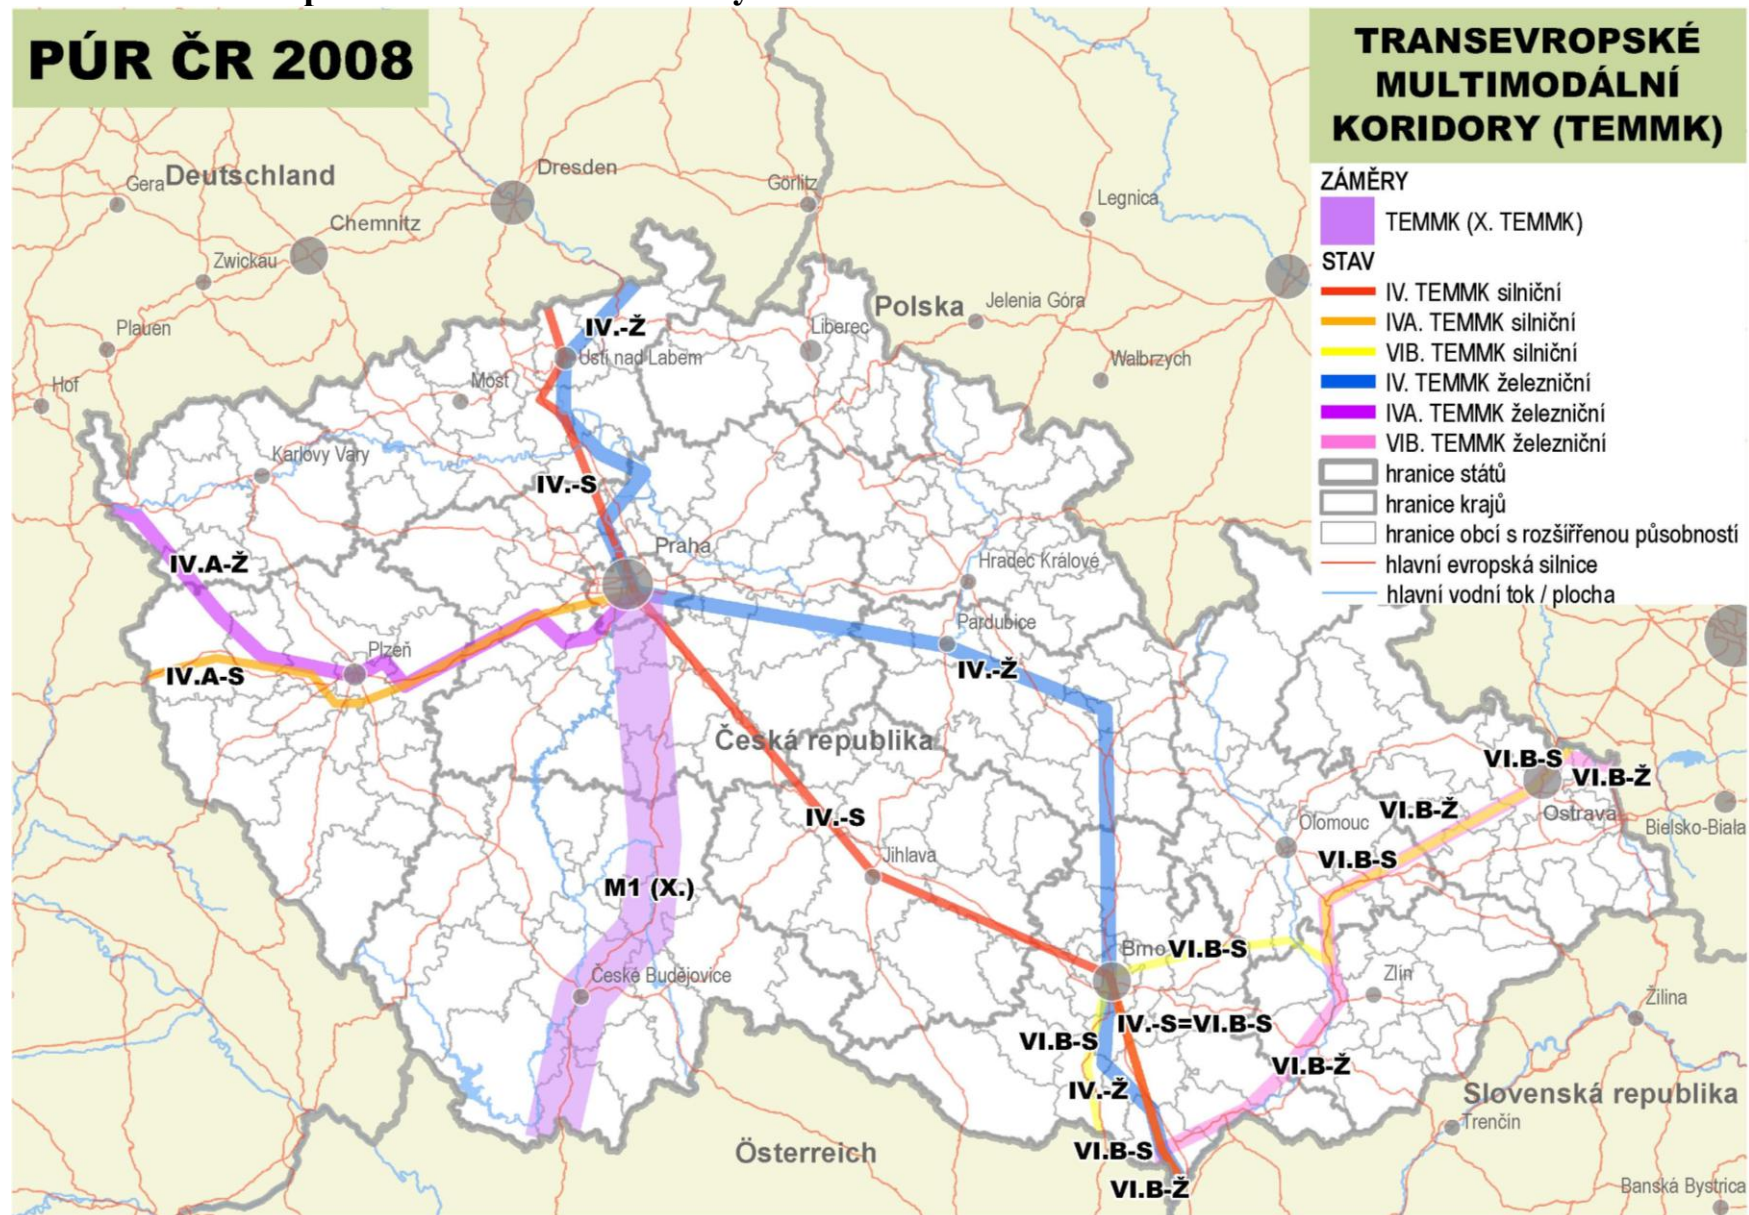 PÚR ČR 2008
TRANSEVROPSKÉ
MULTIMODÁLNÍ
KORIDORY (TEMMK)
ZÁMĚRY
TEMMK (X. TEMMK)
STAV
IV. TEMMK silniční
IVA. TEMMK silniční
VIB. TEMMK silniční
IV. TEMMK železniční
IVA. TEMMK železniční
VIB. TEMMK železniční
hranice států
hranice krajů
hranice obcí s rozšířřenou působností
hlavní evropská silnice
hlavní vodní tok / plocha
Dresden
Gera
Deutschland
Görlitz
Legnica
Chemnitz
Zwickau
Polska
Jelenia Góra
Plauen
IV.-Ž
Liberec
Ústí nad Labem
Walbrzych
Hof
Most
Karlovy Vary
IV.-S
Praha
IV.A-Ž
Hradec Králové
Pardubice
Plzeň
IV.A-S
IV.-Ž
Česká republika
VI.B-S
VI.B-Ž
IV.-S
VI.B-Ž
Ostrava
Olomouc
Bielsko-Biala
Jihlava
VI.B-S
M1 (X.)
Brno
VI.B-S
České Budějovice
Zlín
Žilina
IV.-S=VI.B-S
VI.B-S
VI.B-Ž
IV.-Ž
Slovenská republika
Trenčín
Österreich
VI.B-S
VI.B-Ž
Banská Bystrica